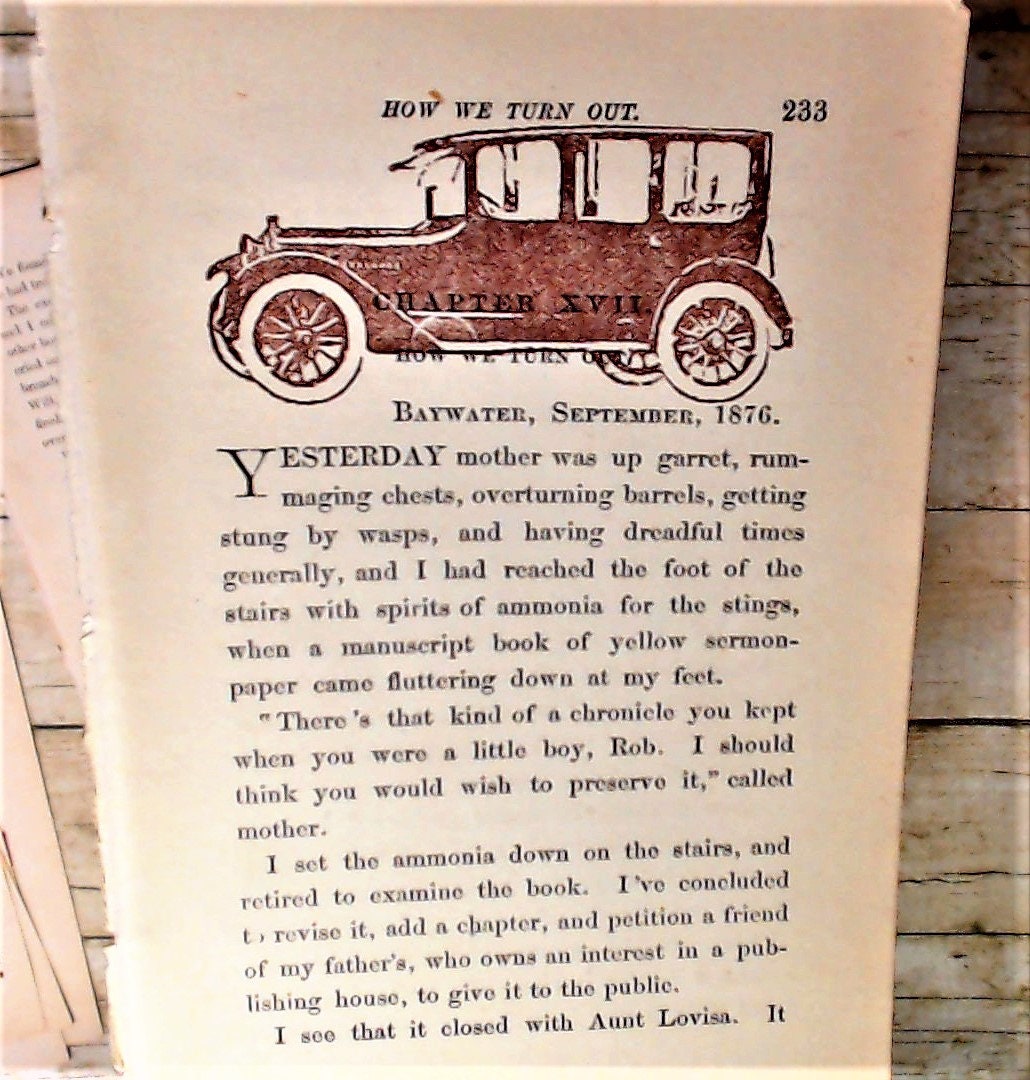 HOW WE TURN OUT. 233
CHAPTER XVII
HOW WE TURN
BAYWATER, SEPTEMBER, 1876.
YESTERDAY mother was up garret, rum-
maging chests, overturning barrels, getting
stung by wasps, and having dreadful times
generally, and I had reached the foot of the
stairs with spirits of ammonia for the stings,
when a manuscript book of yellow sermon-
paper came fluttering down at my feet.
"There's that kind of a chronicle you kept
when you were a little boy, Rob. I should
think you would wish to preserve it," called
mother.
I set the ammonia down on the stairs, and
retired to examine the book. I've concluded
to revise it, add a chapter, and petition a friend
of my father's, who owns an interest in a pub-
lishing house, to give it to the public.
I see that it closed with Aunt Lovisa. It